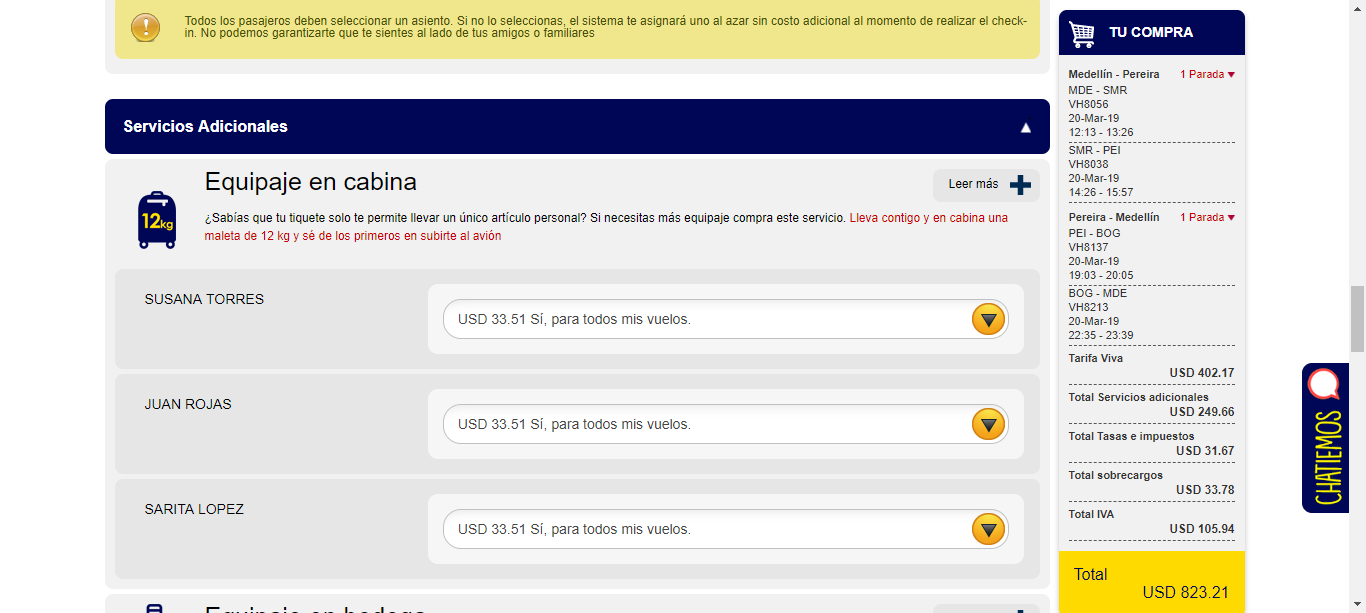 Todos los pasajeros deben seleccionar un asiento. Si no lo seleccionas, el sistema te asignará uno al azar sin costo adicional al momento de realizar el check-
in. No podemos garantizarte que te sientes al lado de tus amigos o familiares
Servicios Adicionales
Equipaje en cabina
Leer más
12kg
¿Sabías que tu tiquete solo te permite llevar un único artículo personal? Si necesitas más equipaje compra este servicio. Lleva contigo y en cabina una
maleta de 12 kg y sé de los primeros en subirte al avión
SUSANA TORRES
USD 33.51 Sí, para todos mis vuelos.
JUAN ROJAS
USD 33.51 Sí, para todos mis vuelos.
SARITA LOPEZ
USD 33.51 Sí, para todos mis vuelos.
Equipaje en bodega
TU COMPRA
Medellín - Pereira 1 Parada
MDE - SMR
VH8056
20-Mar-19
12:13 - 13:26
SMR - PEI
VH8038
20-Mar-19
14:26 - 15:57
Pereira - Medellín 1 Parada
PEI - BOG
VH8137
20-Mar-19
19:03 - 20:05
BOG - MDE
VH8213
20-Mar-19
22:35 - 23:39
Tarifa Viva
USD 402.17
Total Servicios adicionales
USD 249.66
Total Tasas e impuestos
USD 31.67
Total sobrecargos
USD 33.78
Total IVA
USD 105.94
Total
USD 823.21
CHATIEMOS